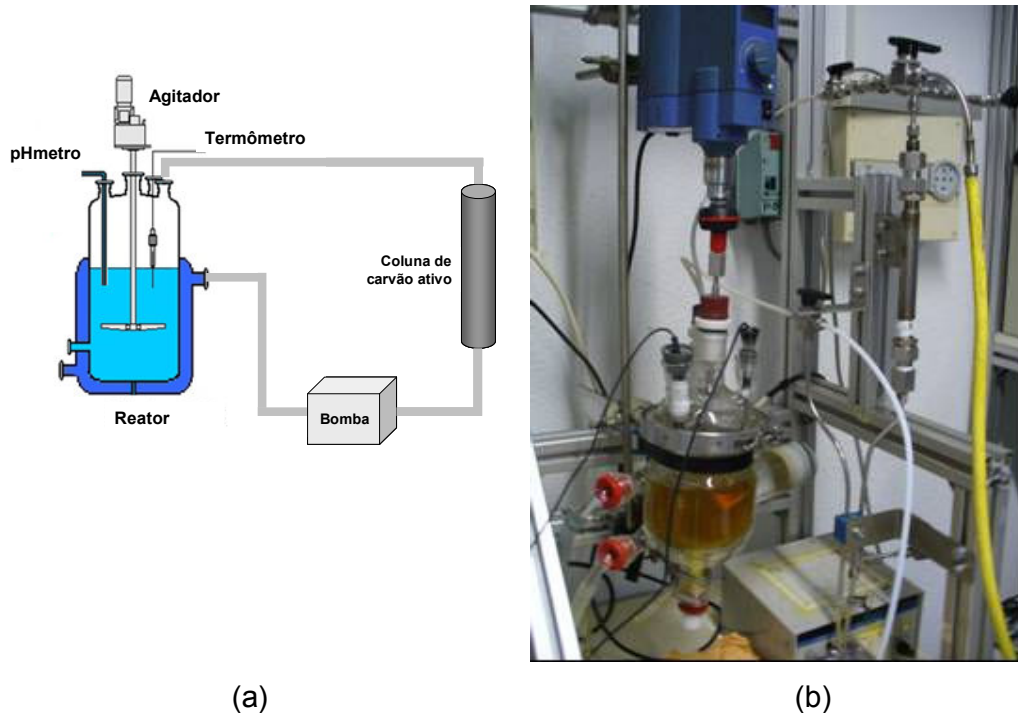 Agitador
Termômetro
pHmetro
Coluna de
carvão ativo
Reator
Bomba
(a)
(b)